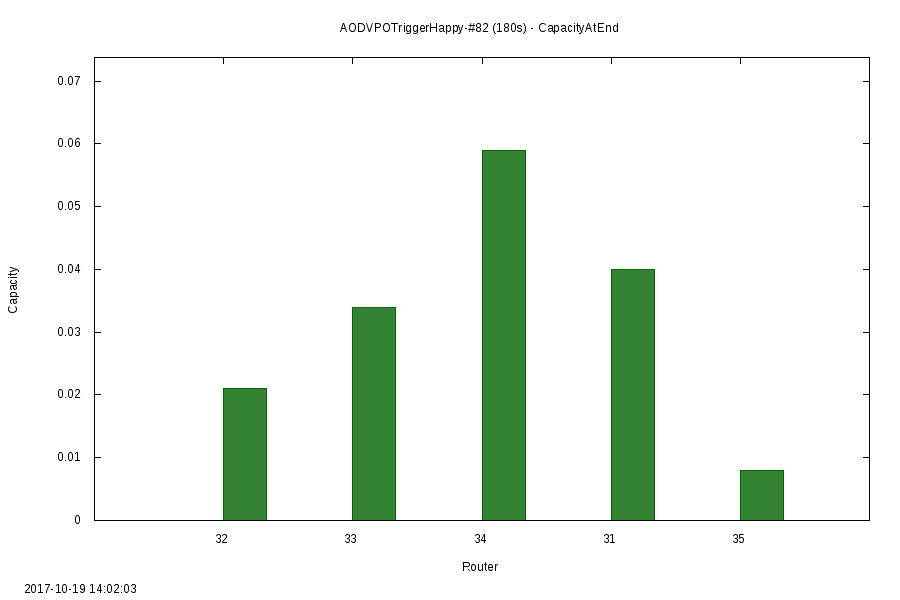 AODVPOTriggerHappy-#82 (180s) - CapacityAtEnd
0.07
0.06
0.05
0.04
0.03
0.02
0.01
0
Capacity
32 33 34 31 35
Router
2017-10-19 14:02:03